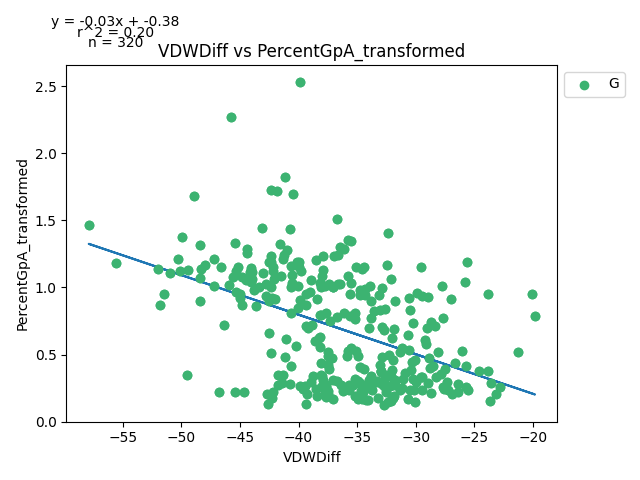 y = -0.03x + -0.38
r^2 = 0.20
n = 320
VDWDiff vs PercentGpA_transformed
G
PercentGpA_transformed
2.5
2.0
1.5
1.0
0.5
0.0
−55 −50 −45 −40 −35 −30 −25 −20
VDWDiff